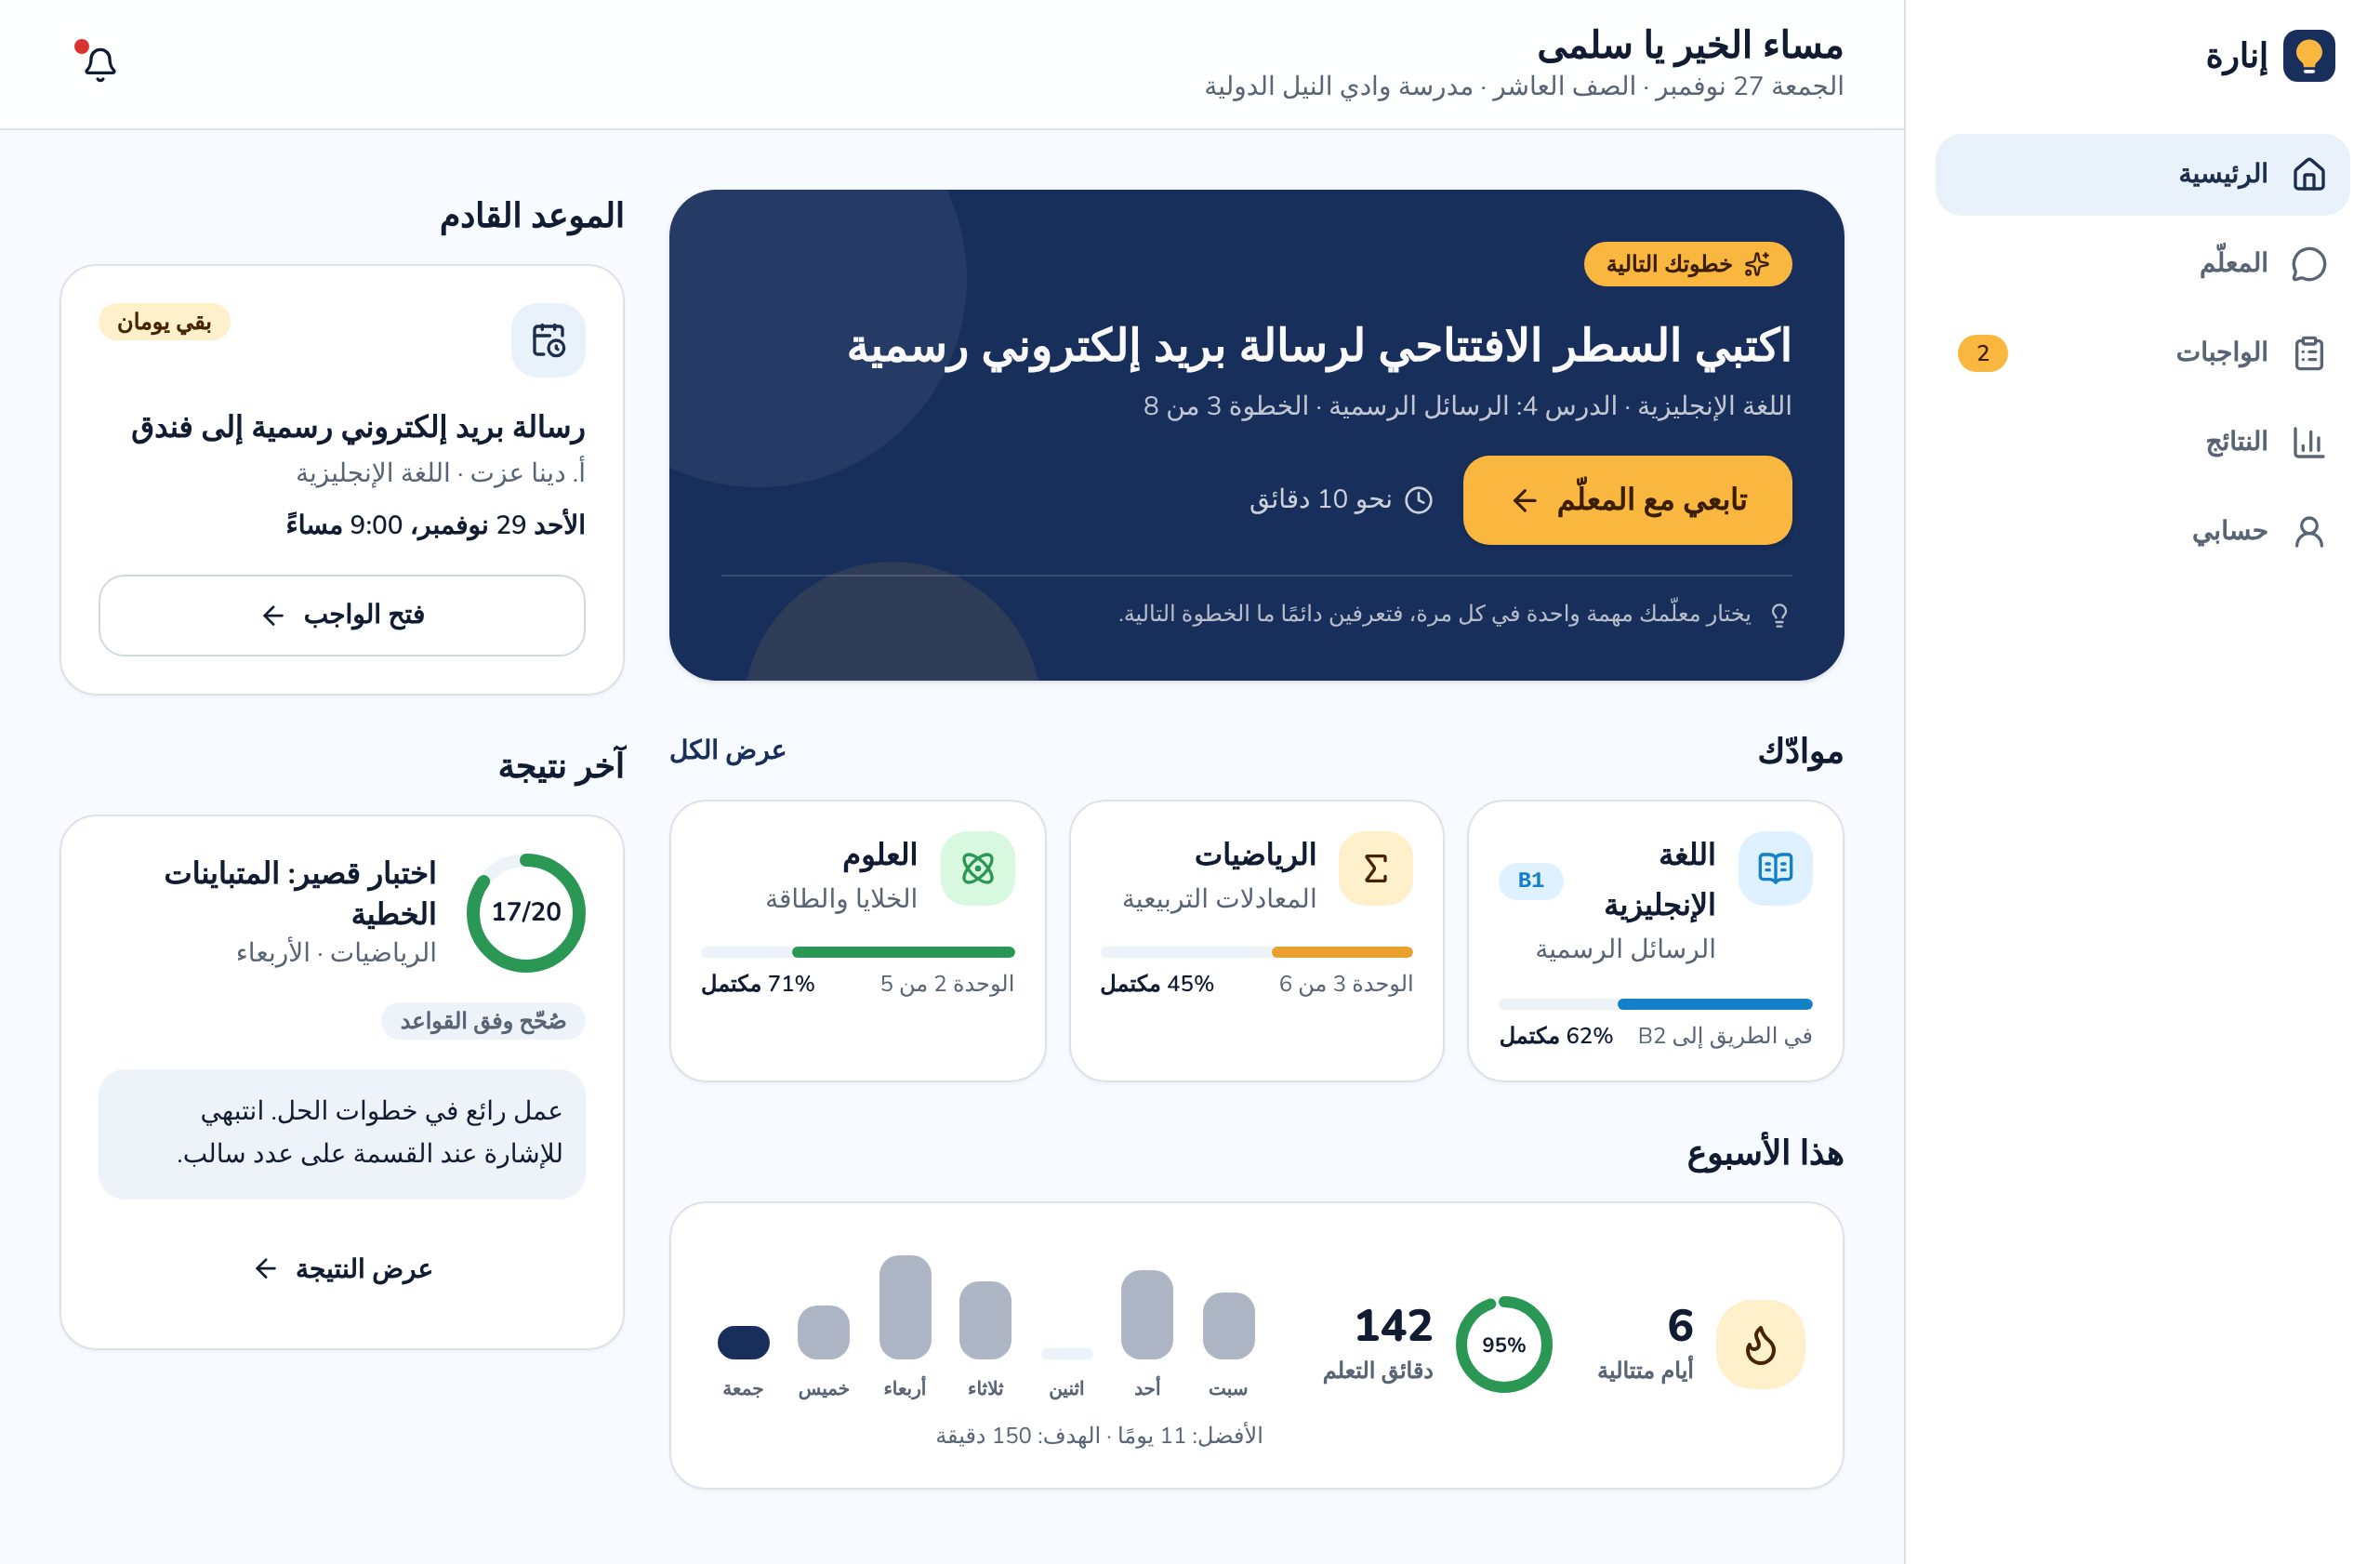 إنارة
الرئيسية
المعلّم
الواجبات
2
النتائج
حسابي
مساء الخير يا سلمى
الجمعة 27 نوفمبر · الصف العاشر · مدرسة وادي النيل الدولية
خطوتك التالية
اكتبي السطر الافتتاحي لرسالة بريد إلكتروني رسمية
اللغة الإنجليزية · الدرس 4: الرسائل الرسمية · الخطوة 3 من 8
تابعي مع المعلّم
نحو 10 دقائق
يختار معلّمك مهمة واحدة في كل مرة، فتعرفين دائمًا ما الخطوة التالية.
موادّك
عرض الكل
اللغة
الإنجليزية
B1
الرسائل الرسمية
في الطريق إلى B2
62% مكتمل
الرياضيات
المعادلات التربيعية
الوحدة 3 من 6
45% مكتمل
العلوم
الخلايا والطاقة
الوحدة 2 من 5
71% مكتمل
هذا الأسبوع
6
أيام متتالية
95%
142
دقائق التعلم
سبت
أحد
اثنين
ثلاثاء
أربعاء
خميس
جمعة
الأفضل: 11 يومًا · الهدف: 150 دقيقة
الموعد القادم
بقي يومان
رسالة بريد إلكتروني رسمية إلى فندق
أ. دينا عزت · اللغة الإنجليزية
الأحد 29 نوفمبر، 9:00 مساءً
فتح الواجب
آخر نتيجة
17/20
اختبار قصير: المتباينات
الخطية
الرياضيات · الأربعاء
صُحّح وفق القواعد
عمل رائع في خطوات الحل. انتبهي
للإشارة عند القسمة على عدد سالب.
عرض النتيجة